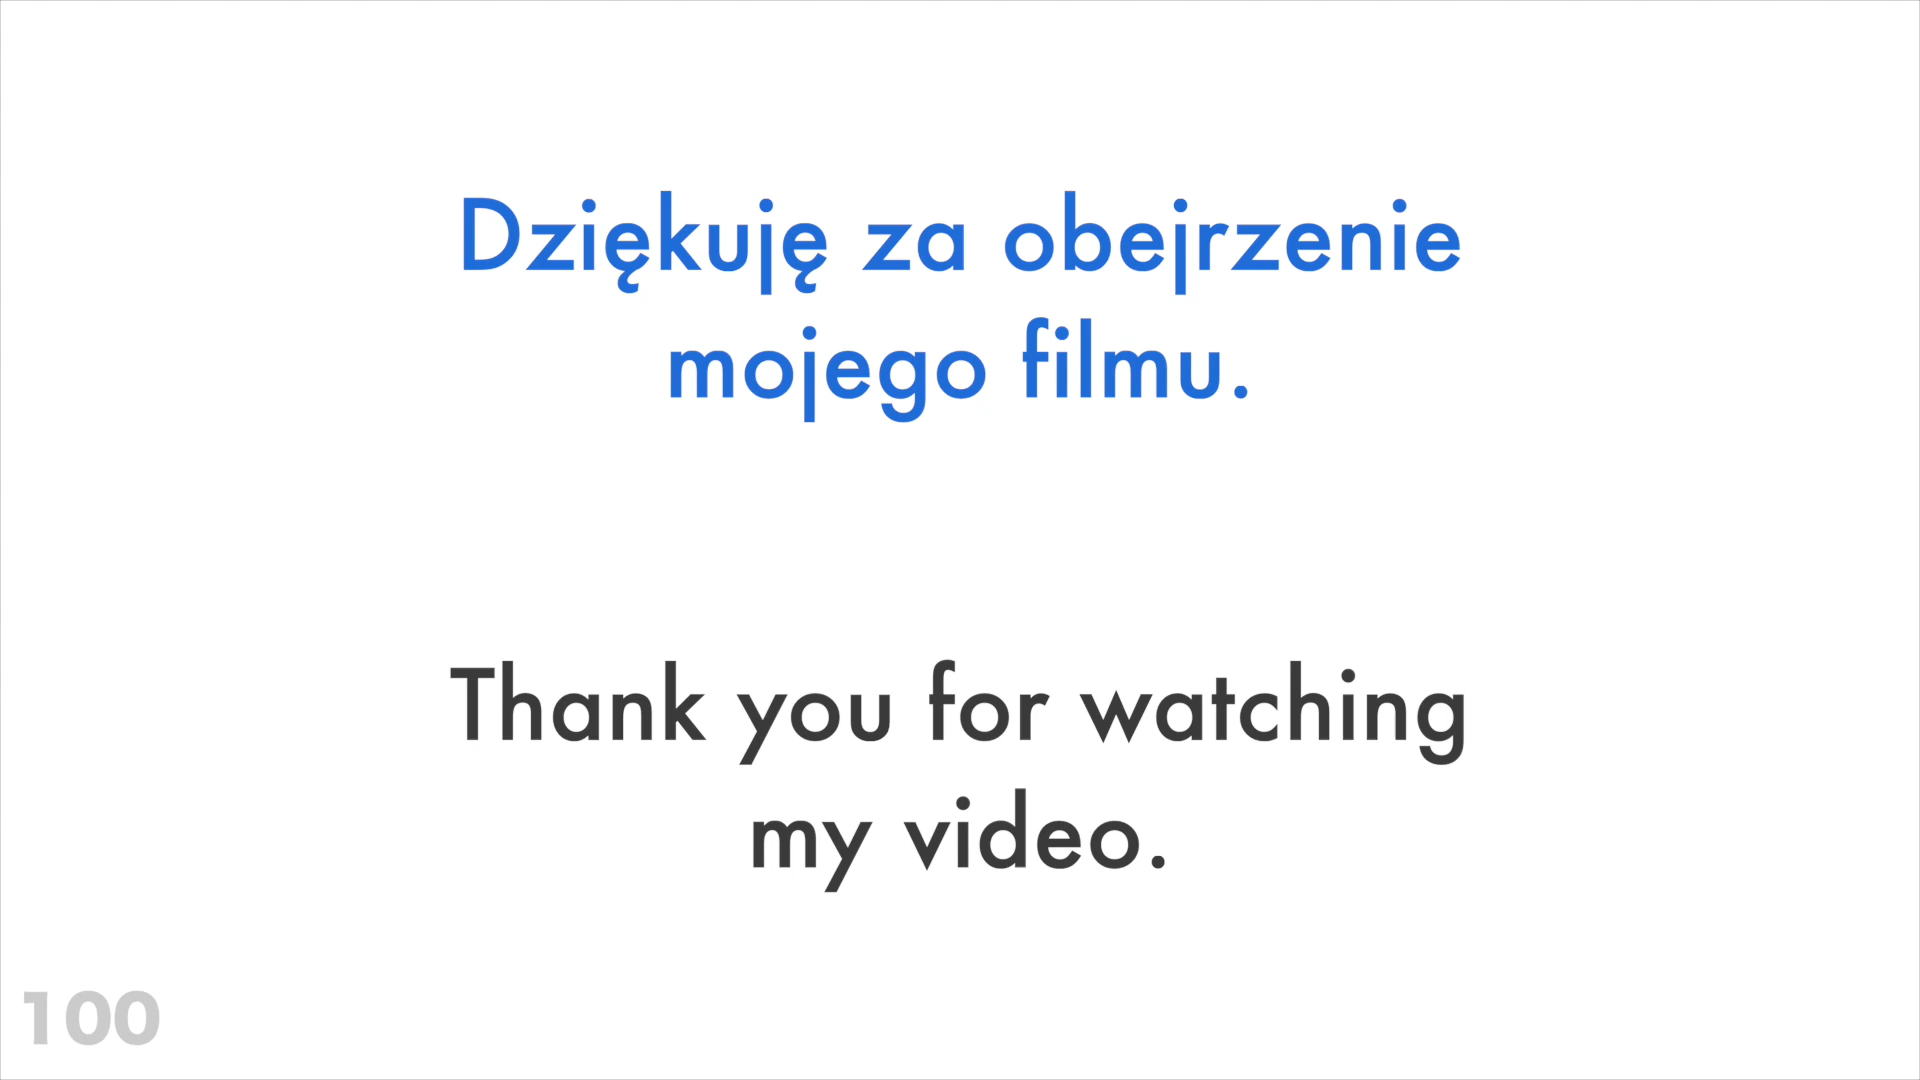 Dziękuję za obejrzenie
mojego filmu.
Thank you for watching
my video.
100